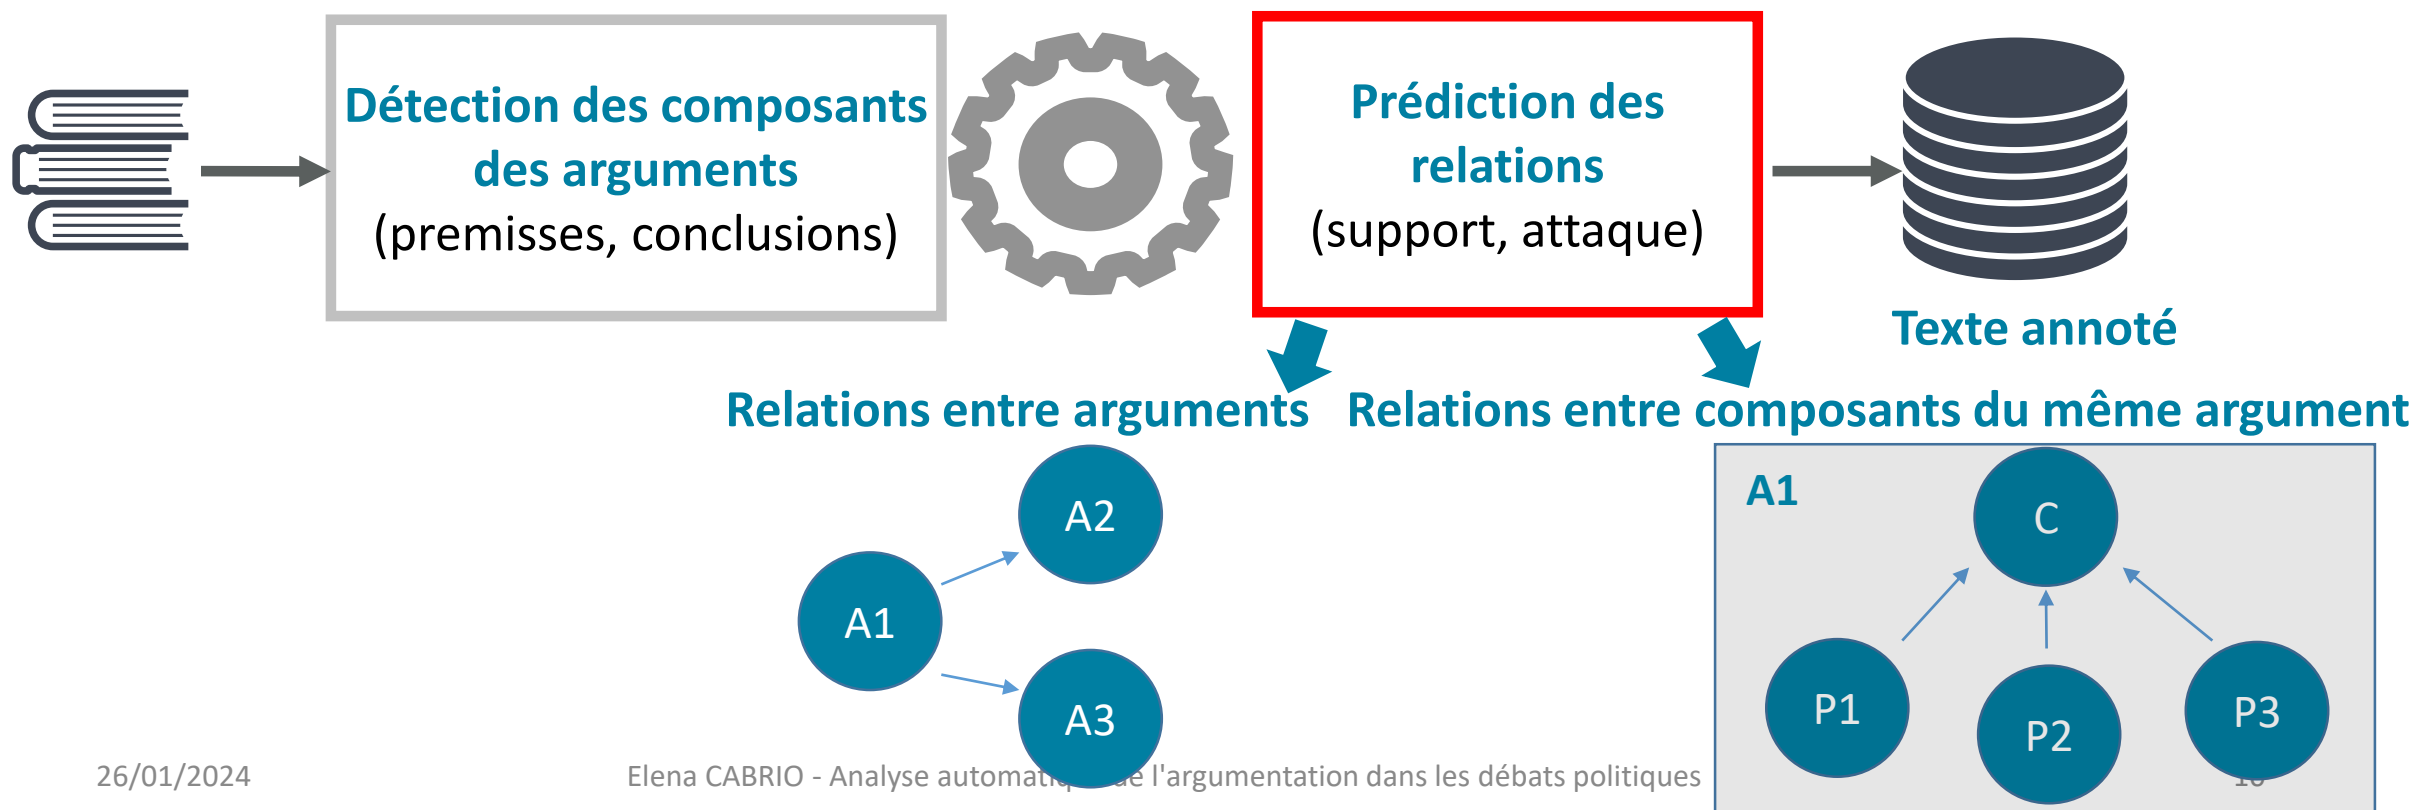 Détection des composants
des arguments
(premisses, conclusions)
Prédiction des
relations
(support, attaque)
Texte annoté
Relations entre arguments
Relations entre composants du même argument
A1
A2
A3
A1
C
P1
P2
P3
26/01/2024
Elena CABRIO - Analyse automatique de l'argumentation dans les débats politiques